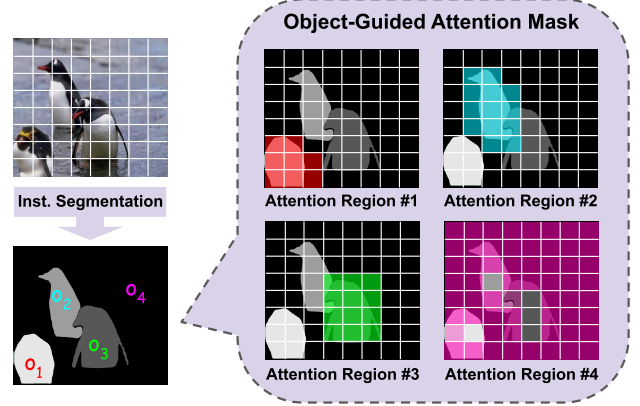 Object-Guided Attention Mask
Inst. Segmentation
Attention Region #1
Attention Region #2
o1
o2
o3
o4
Attention Region #3
Attention Region #4